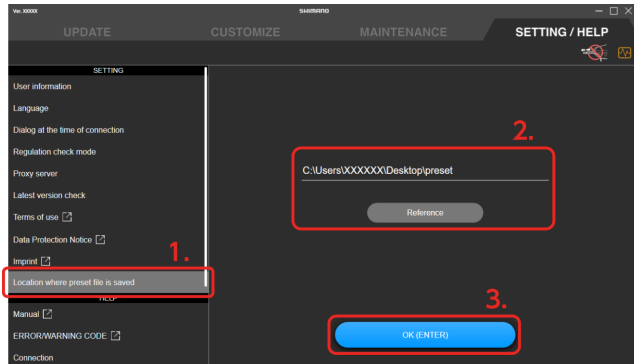 Ver. XXXXX
SHIMANO
UPDATE
CUSTOMIZE
MAINTENANCE
SETTING / HELP
SETTING
User information
Language
Dialog at the time of connection
Regulation check mode
Proxy server
Latest version check
Terms of use
Data Protection Notice
Imprint
1.
Location where preset file is saved
HELP
Manual
ERROR/WARNING CODE
Connection
2.
C:\Users\XXXXXX\Desktop\preset
Reference
3.
OK (ENTER)